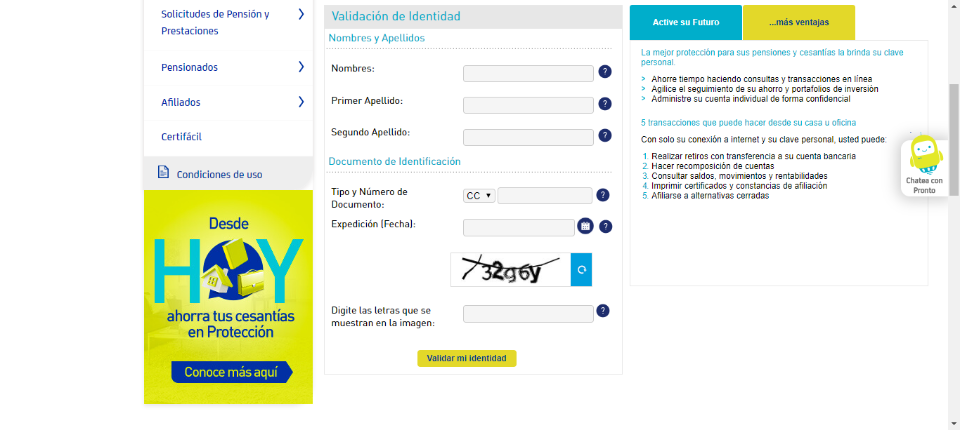 Solicitudes de Pensión y
Prestaciones
Pensionados
Afiliados
Certifácil
Condiciones de uso
Desde
HOY
ahorra tus cesantías
en Protección
Conoce más aquí
Validación de Identidad
Nombres y Apellidos
Nombres:
?
Primer Apellido:
?
Segundo Apellido:
?
Documento de Identificación
Tipo y Número de
Documento:
CC
?
Expedición (Fecha):
?
Digite las letras que se
muestran en la imagen:
?
Validar mi identidad
Active su Futuro
...más ventajas
La mejor protección para sus pensiones y cesantías la brinda su clave
personal.
> Ahorre tiempo haciendo consultas y transacciones en línea
> Agilice el seguimiento de su ahorro y portafolios de inversión
> Administre su cuenta individual de forma confidencial
5 transacciones que puede hacer desde su casa u oficina
Con solo su conexión a internet y su clave personal, usted puede:
1. Realizar retiros con transferencia a su cuenta bancaria
2. Hacer recomposición de cuentas
3. Consultar saldos, movimientos y rentabilidades
4. Imprimir certificados y constancias de afiliación
5. Afiliarse a alternativas cerradas
Chatea con
Pronto